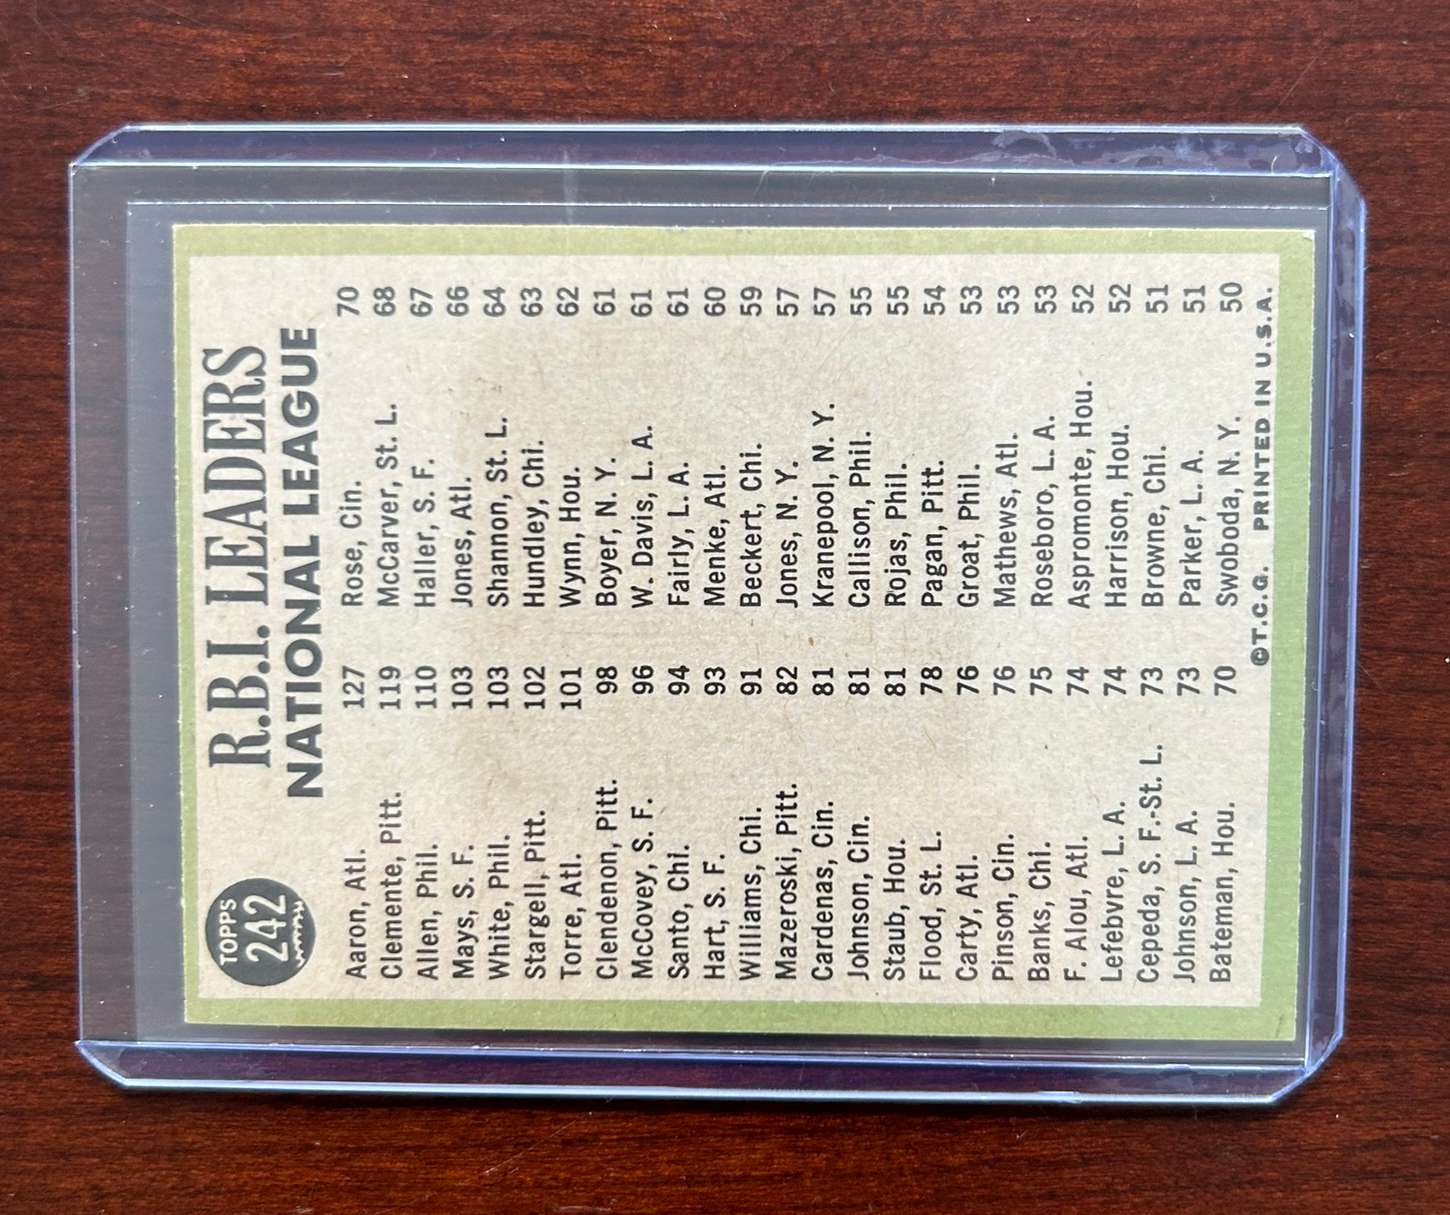 TOPPS
242
R.B.I. LEADERS
NATIONAL LEAGUE
Aaron, Atl. 127 Rose, Cin. 70
Clemente, Pitt. 119 McCarver, St. L. 68
Allen, Phil. 110 Haller, S. F. 67
Mays, S. F. 103 Jones, Atl. 66
White, Phil. 103 Shannon, St. L. 64
Stargell, Pitt. 102 Hundley, Chi. 63
Torre, Atl. 101 Wynn, Hou. 62
Clendenon, Pitt. 98 Boyer, N. Y. 61
McCovey, S. F. 96 W. Davis, L. A. 61
Santo, Chi. 94 Fairly, L. A. 61
Hart, S. F. 93 Menke, Atl. 60
Williams, Chi. 91 Beckert, Chi. 59
Mazeroski, Pitt. 82 Jones, N. Y. 57
Cardenas, Cin. 81 Kranepool, N. Y. 57
Johnson, Cin. 81 Callison, Phil. 55
Staub, Hou. 81 Rojas, Phil. 55
Flood, St. L. 78 Pagan, Pitt. 54
Carty, Atl. 76 Groat, Phil. 53
Pinson, Cin. 76 Mathews, Atl. 53
Banks, Chi. 75 Roseboro, L. A. 53
F. Alou, Atl. 74 Aspromonte, Hou. 52
Lefebvre, L. A. 74 Harrison, Hou. 52
Cepeda, S. F.-St. L. 73 Browne, Chi. 51
Johnson, L. A. 73 Parker, L. A. 51
Bateman, Hou. 70 Swoboda, N. Y. 50
©T.C.G. PRINTED IN U.S.A.